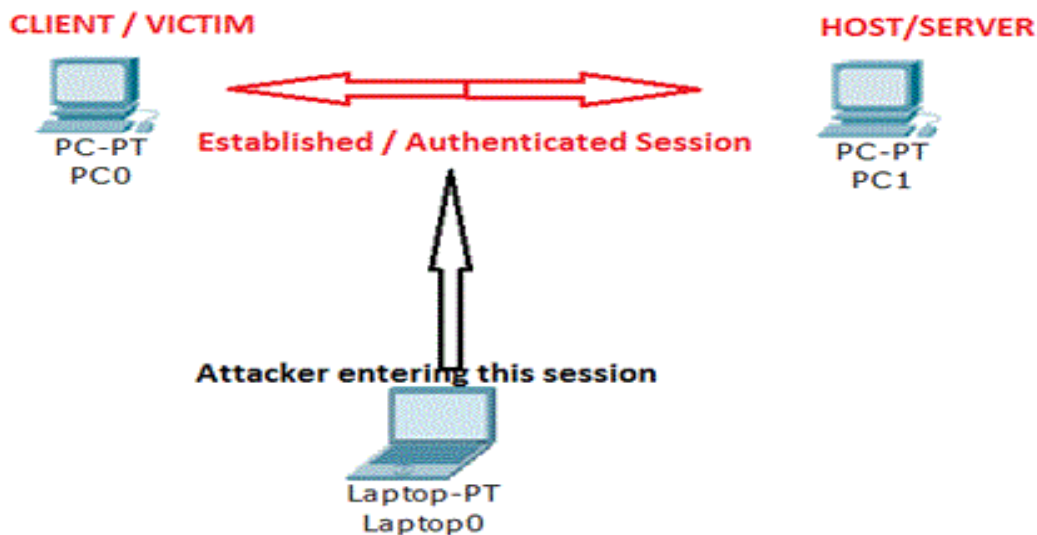 CLIENT / VICTIM
HOST/SERVER
PC-PT
PC0
Established / Authenticated Session
PC-PT
PC1
Attacker entering this session
Laptop-PT
Laptop0